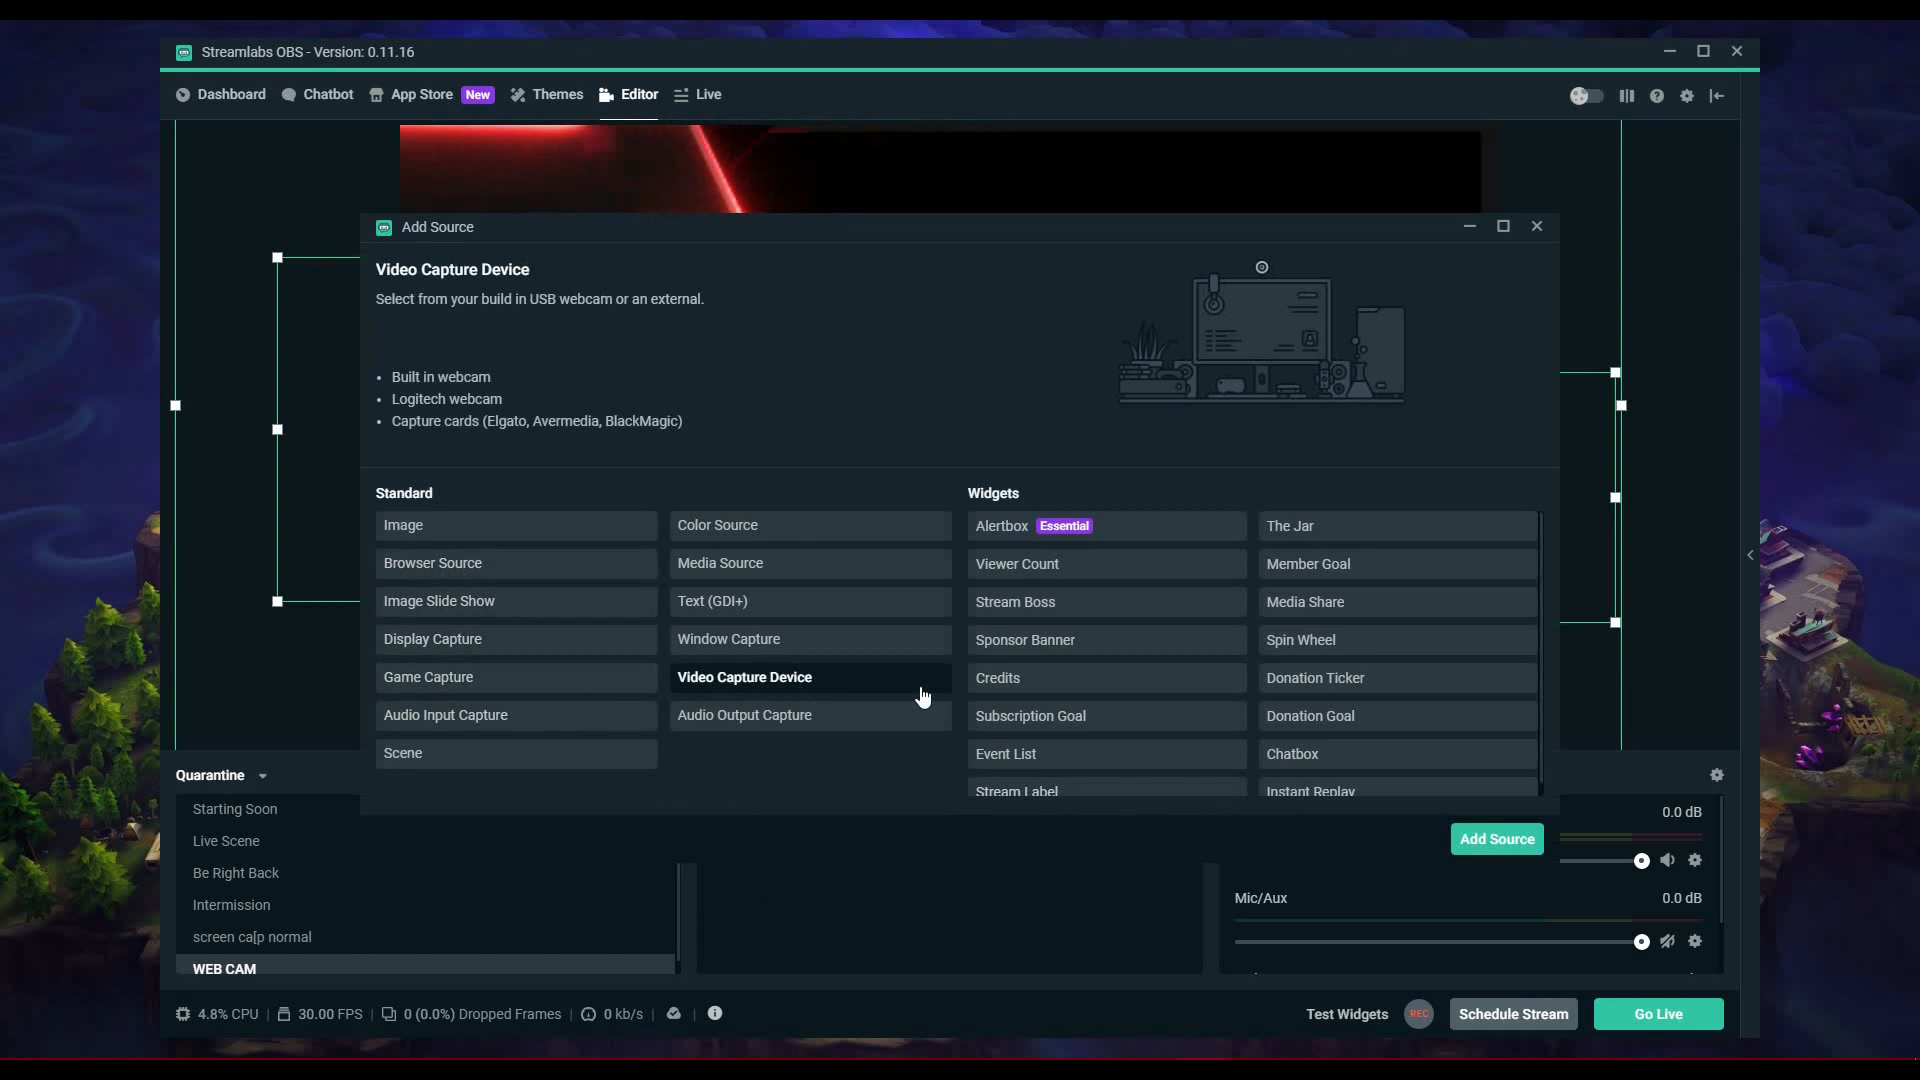 Streamlabs OBS - Version: 0.11.16
Dashboard Chatbot App Store New Themes Editor Live
Add Source
Video Capture Device
Select from your build in USB webcam or an external.
• Built in webcam
• Logitech webcam
• Capture cards (Elgato, Avermedia, BlackMagic)
Standard
Image Color Source
Browser Source Media Source
Image Slide Show Text (GDI+)
Display Capture Window Capture
Game Capture Video Capture Device
Audio Input Capture Audio Output Capture
Scene
Widgets
Alertbox Essential The Jar
Viewer Count Member Goal
Stream Boss Media Share
Sponsor Banner Spin Wheel
Credits Donation Ticker
Subscription Goal Donation Goal
Event List Chatbox
Stream Label Instant Replay
Add Source
Quarantine
Starting Soon
Live Scene
Be Right Back
Intermission
screen ca[p normal
WEB CAM
0.0 dB
Mic/Aux 0.0 dB
4.8% CPU | 30.00 FPS | 0 (0.0%) Dropped Frames | 0 kb/s
Test Widgets REC Schedule Stream Go Live